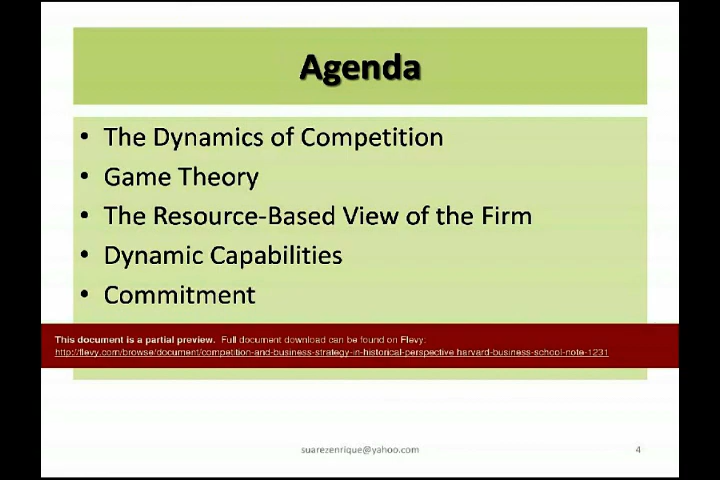 Agenda
• The Dynamics of Competition
• Game Theory
• The Resource-Based View of the Firm
• Dynamic Capabilities
• Commitment
This document is a partial preview. Full document download can be found on Flevy:
http://flevy.com/browse/document/competition-and-business-strategy-in-historical-perspective-harvard-business-school-note-1231
suarezenrique@yahoo.com
4